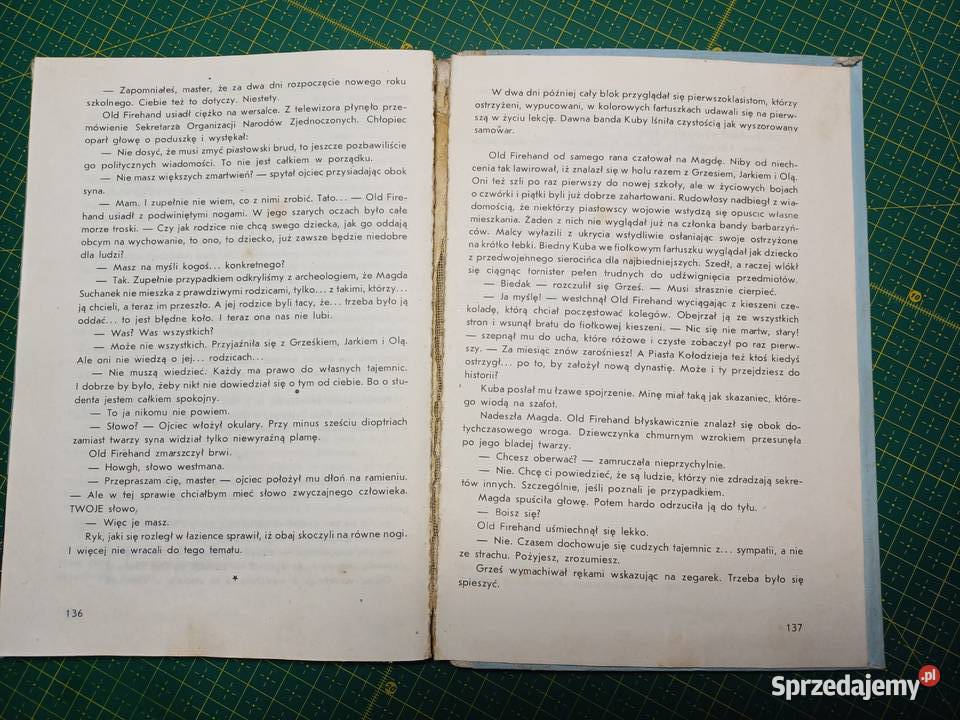 — Zapomniałeś, master, że za dwa dni rozpoczęcie nowego roku
szkolnego. Ciebie też to dotyczy. Niestety.
Old Firehand usiadł ciężko na wersalce. Z telewizora płynęło prze-
mówienie Sekretarza Organizacji Narodów Zjednoczonych. Chłopiec
oparł głowę o poduszkę i wystękał:
— Nie dosyć, że musi zmyć piastowski brud, to jeszcze pozbawiliście
go politycznych wiadomości. To nie jest całkiem w porządku.
— Nie masz większych zmartwień? — spytał ojciec przysiadając obok
syna.
— Mam. I zupełnie nie wiem, co z nimi zrobić. Tato... — Old Fire-
hand usiadł z podwiniętymi nogami. W jego szarych oczach było całe
morze troski. — Czy jak rodzice nie chcą swego dziecka, jak go oddają
obcym na wychowanie, to ono, to dziecko, już zawsze będzie niedobre
dla ludzi?
— Masz na myśli kogoś... konkretnego?
— Tak. Zupełnie przypadkiem odkryliśmy z archeologiem, że Magda
Suchanek nie mieszka z prawdziwymi rodzicami, tylko... z takimi, którzy...
ją chcieli, a teraz im przeszło. A jej rodzice byli tacy, że... trzeba było ją
oddać... to jest błędne koło. I teraz ona nas nie lubi.
— Was? Was wszystkich?
— Może nie wszystkich. Przyjaźniła się z Grześkiem, Jarkiem i Olą.
Ale oni nie wiedzą o jej... rodzicach...
— Nie muszą wiedzieć. Każdy ma prawo do własnych tajemnic.
I dobrze by było, żeby nikt nie dowiedział się o tym od ciebie. Bo o stu-
denta jestem całkiem spokojny.
— To ja nikomu nie powiem.
— Słowo? — Ojciec włożył okulary. Przy minus sześciu dioptriach
zamiast twarzy syna widział tylko niewyraźną plamę.
Old Firehand zmarszczył brwi.
— Howgh, słowo westmana.
— Przepraszam cię, master — ojciec położył mu dłoń na ramieniu.
— Ale w tej sprawie chciałbym mieć słowo zwyczajnego człowieka.
TWOJE słowo.
— Więc je masz.
Ryk, jaki się rozległ w łazience sprawił, iż obaj skoczyli na równe nogi.
I więcej nie wracali do tego tematu.
*
136
W dwa dni później cały blok przyglądał się pierwszoklasistom, którzy
ostrzyżeni, wypucowani, w kolorowych fartuszkach udawali się na pierw-
szą w życiu lekcję. Dawna banda Kuby lśniła czystością jak wyszorowany
samowar.
Old Firehand od samego rana czatował na Magdę. Niby od niech-
cenia tak lawirował, iż znalazł się w holu razem z Grzesiem, Jarkiem i Olą.
Oni też szli po raz pierwszy do nowej szkoły, ale w życiowych bojach
o czwórki i piątki byli już dobrze zahartowani. Rudowłosy nadbiegł z wia-
domością, że niektórzy piastowscy wojowie wstydzą się opuścić własne
mieszkania. Żaden z nich nie wyglądał już na członka bandy barbarzyń-
ców. Malcy wyłazili z ukrycia wstydliwie osłaniając swoje ostrzyżone
na krótko łebki. Biedny Kuba we fiołkowym fartuszku wyglądał jak dziecko
z przedwojennego sierocińca dla najbiedniejszych. Szedł, a raczej wlókł
się ciągnąc tornister pełen trudnych do udźwignięcia przedmiotów.
— Biedak — rozczulił się Grześ. — Musi strasznie cierpieć.
— Ja myślę! — westchnął Old Firehand wyciągając z kieszeni cze-
koladę, którą chciał poczęstować kolegów. Obejrzał ją ze wszystkich
stron i wsunął bratu do fiołkowej kieszeni. — Nic się nie martw, stary!
— szepnął mu do ucha, które różowe i czyste zobaczył po raz pierw-
szy. — Za miesiąc znów zarośniesz! A Piasta Kołodzieja też ktoś kiedyś
ostrzygł... po to, by założył nową dynastię. Może i ty przejdziesz do
historii?
Kuba posłał mu łzawe spojrzenie. Minę miał taką jak skazaniec, które-
go wiodą na szafot.
Nadeszła Magda. Old Firehand błyskawicznie znalazł się obok do-
tychczasowego wroga. Dziewczynka chmurnym wzrokiem przesunęła
po jego bladej twarzy.
— Chcesz oberwać? — zamruczała nieprzychylnie.
— Nie. Chcę ci powiedzieć, że są ludzie, którzy nie zdradzają sekre-
tów innych. Szczególnie, jeśli poznali je przypadkiem.
Magda spuściła głowę. Potem hardo odrzuciła ją do tyłu.
— Boisz się?
Old Firehand uśmiechnął się lekko.
— Nie. Czasem dochowuje się cudzych tajemnic z... sympatii, a nie
ze strachu. Pożyjesz, zrozumiesz.
Grześ wymachiwał rękami wskazując na zegarek. Trzeba było się
spieszyć.
137
Sprzedajemy.pl